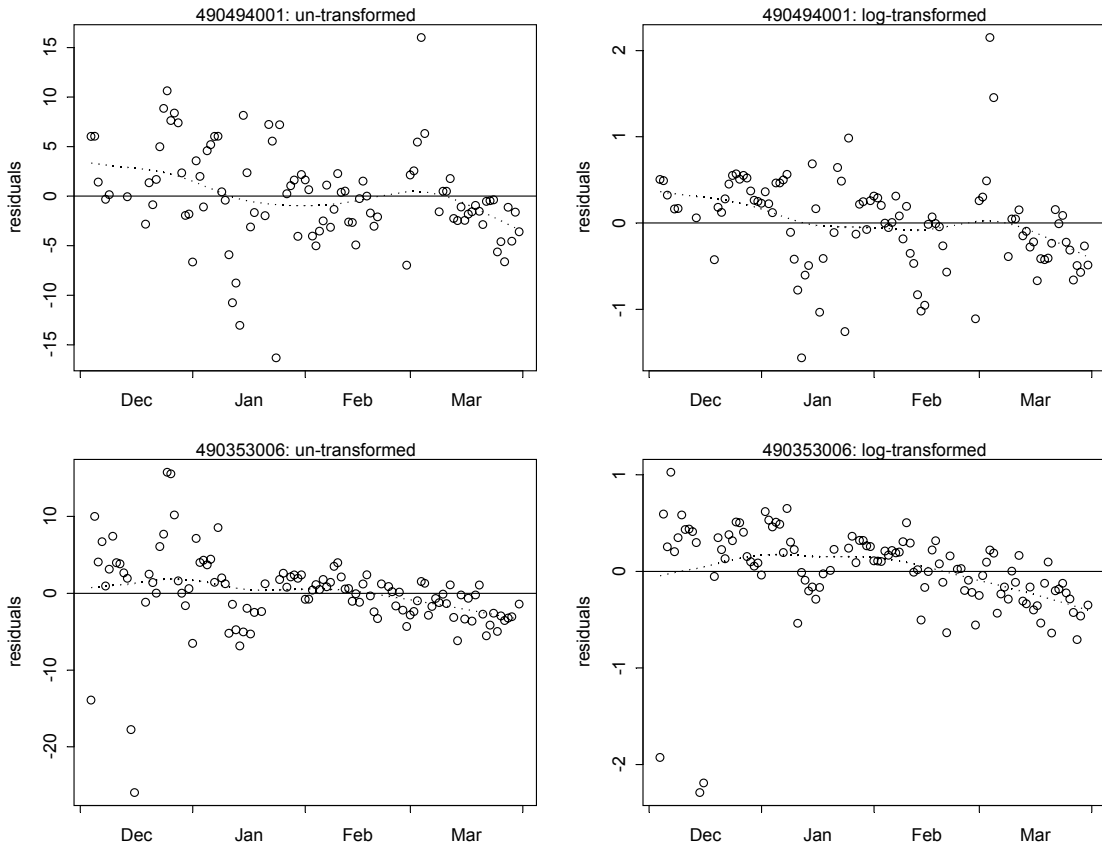 490494001: un-transformed
residuals
15
10
5
0
-5
-10
-15
Dec Jan Feb Mar
490494001: log-transformed
residuals
2
1
0
-1
Dec Jan Feb Mar
490353006: un-transformed
residuals
10
0
-10
-20
Dec Jan Feb Mar
490353006: log-transformed
residuals
1
0
-1
-2
Dec Jan Feb Mar